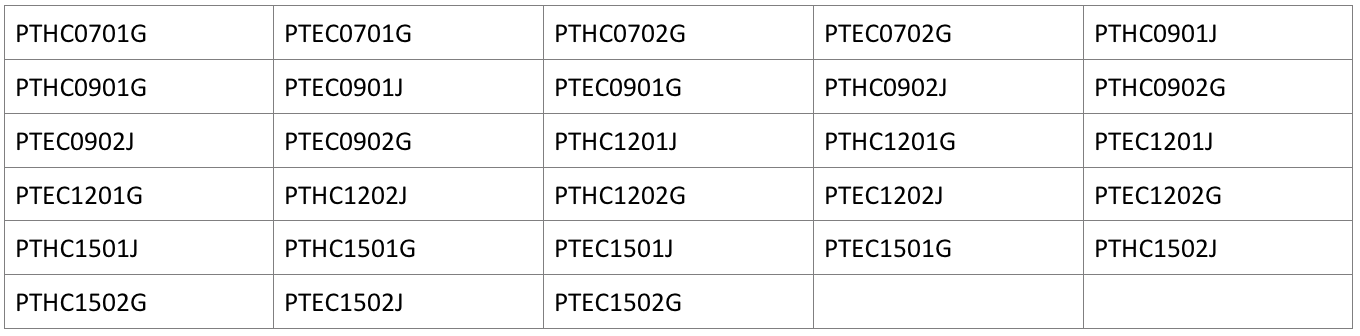 PTHC0701G PTEC0701G PTHC0702G PTEC0702G PTHC0901J
PTHC0901G PTEC0901J PTEC0901G PTHC0902J PTHC0902G
PTEC0902J PTEC0902G PTHC1201J PTHC1201G PTEC1201J
PTEC1201G PTHC1202J PTHC1202G PTEC1202J PTEC1202G
PTHC1501J PTHC1501G PTEC1501J PTEC1501G PTHC1502J
PTHC1502G PTEC1502J PTEC1502G